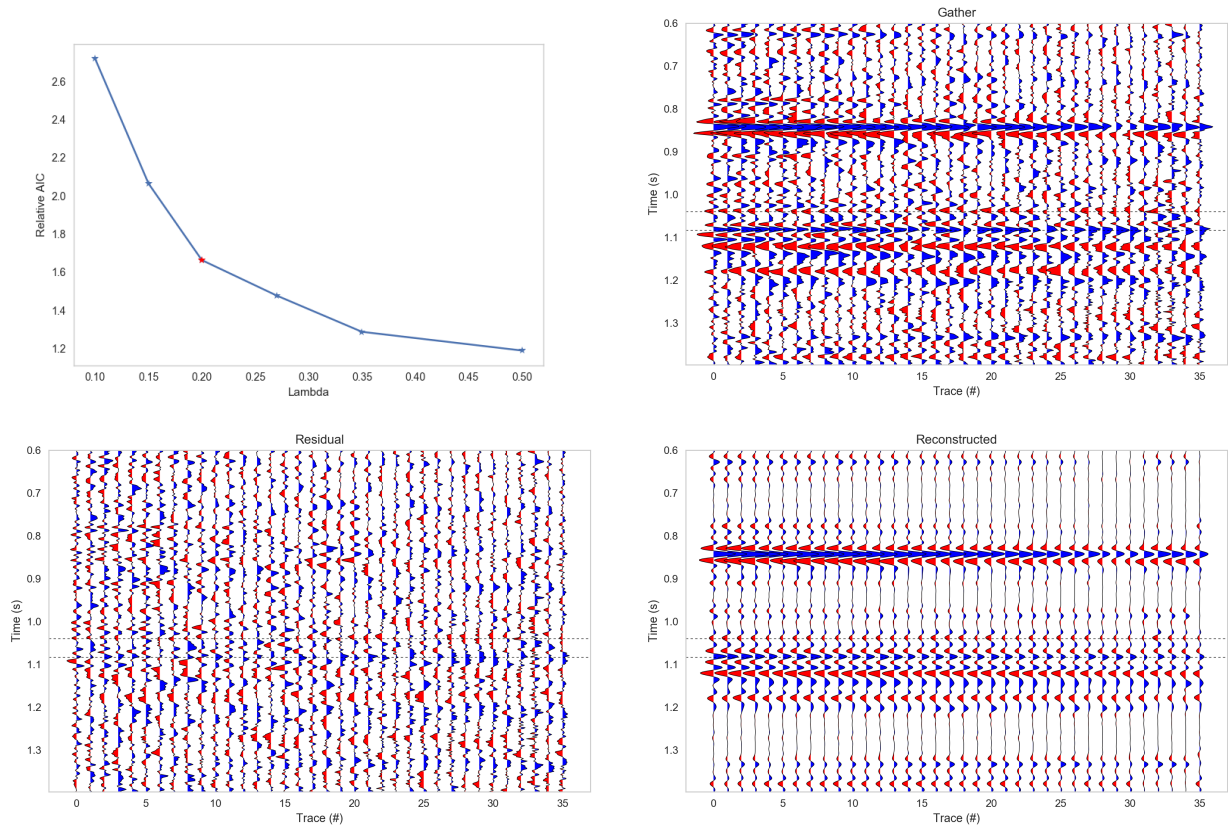 Relative AIC
2.6
2.4
2.2
2.0
1.8
1.6
1.4
1.2
0.10 0.15 0.20 0.25 0.30 0.35 0.40 0.45 0.50
Lambda
Gather
Time (s)
0.6
0.7
0.8
0.9
1.0
1.1
1.2
1.3
0 5 10 15 20 25 30 35
Trace (#)
Residual
Time (s)
0.6
0.7
0.8
0.9
1.0
1.1
1.2
1.3
0 5 10 15 20 25 30 35
Trace (#)
Reconstructed
Time (s)
0.6
0.7
0.8
0.9
1.0
1.1
1.2
1.3
0 5 10 15 20 25 30 35
Trace (#)